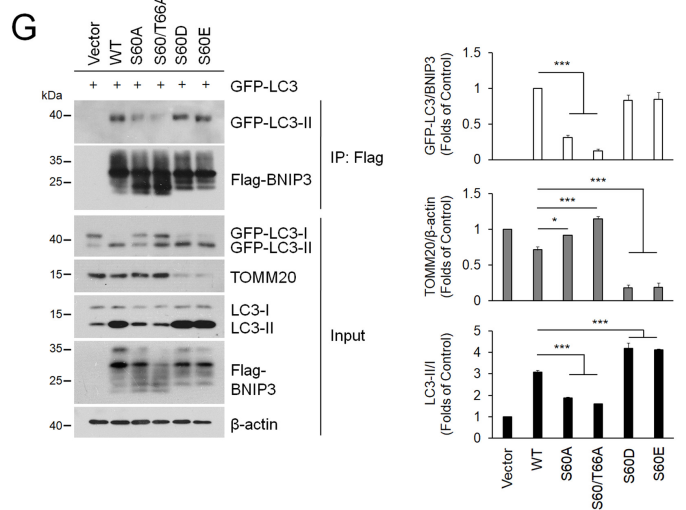 G
Vector WT S60A S60/T66A S60D S60E
+ + + + + + GFP-LC3
kDa
40 GFP-LC3-II
35
25 Flag-BNIP3
IP: Flag
GFP-LC3-I
40 GFP-LC3-II
15 TOMM20
15 LC3-I
LC3-II
35
25 Flag-
BNIP3
40 β-actin
Input
GFP-LC3/BNIP3
(Folds of Control)
1.5
1
0.5
0
***
TOMM20/β-actin
(Folds of Control)
1.5
1
0.5
0
***
***
*
LC3-II/I
(Folds of Control)
5
4
3
2
1
0
***
***
Vector WT S60A S60/T66A S60D S60E